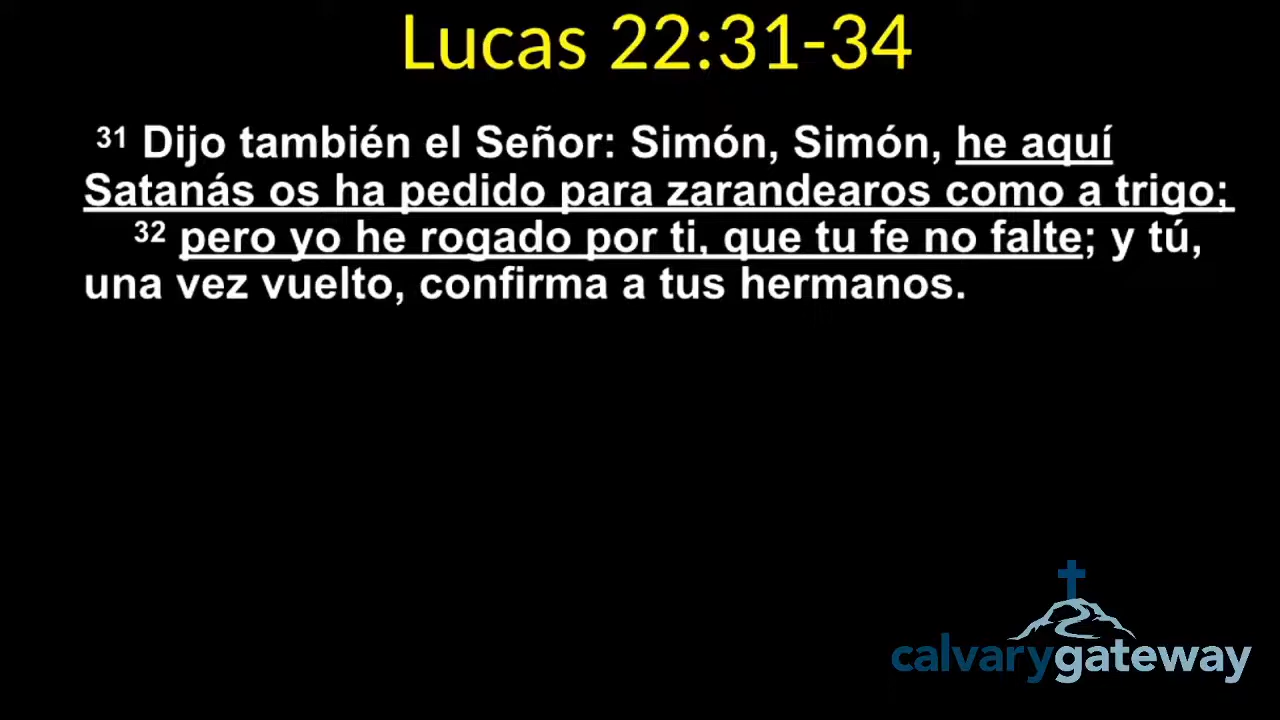 Lucas 22:31-34
31 Dijo también el Señor: Simón, Simón, he aquí
Satanás os ha pedido para zarandearos como a trigo;
32 pero yo he rogado por ti, que tu fe no falte; y tú,
una vez vuelto, confirma a tus hermanos.
calvarygateway